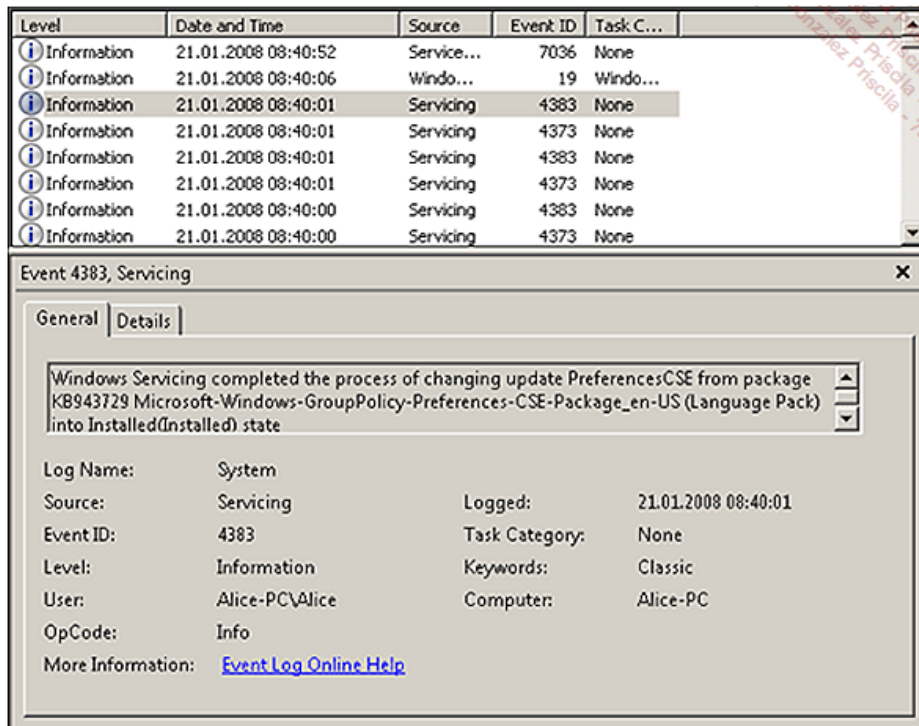 Level Date and Time Source Event ID Task C...
Information 21.01.2008 08:40:52 Service... 7036 None
Information 21.01.2008 08:40:06 Windo... 19 Windo...
Information 21.01.2008 08:40:01 Servicing 4383 None
Information 21.01.2008 08:40:01 Servicing 4373 None
Information 21.01.2008 08:40:01 Servicing 4383 None
Information 21.01.2008 08:40:01 Servicing 4373 None
Information 21.01.2008 08:40:00 Servicing 4383 None
Information 21.01.2008 08:40:00 Servicing 4373 None
Event 4383, Servicing
General Details
Windows Servicing completed the process of changing update PreferencesCSE from package
KB943729 Microsoft-Windows-GroupPolicy-Preferences-CSE-Package_en-US (Language Pack)
into Installed(Installed) state
Log Name: System
Source: Servicing Logged: 21.01.2008 08:40:01
Event ID: 4383 Task Category: None
Level: Information Keywords: Classic
User: Alice-PC\Alice Computer: Alice-PC
OpCode: Info
More Information: Event Log Online Help